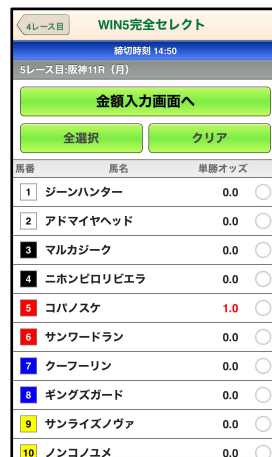 4レース目
WIN5完全セレクト
締切時刻 14:50
5レース目:阪神11R（月）
金額入力画面へ
全選択 クリア
馬番 馬名 単勝オッズ
1 ジーンハンター 0.0
2 アドマイヤヘッド 0.0
3 マルカジーク 0.0
4 ニホンピロリビエラ 0.0
5 コパノスケ 1.0
6 サンワードラン 0.0
7 クーフーリン 0.0
8 ギングズガード 0.0
9 サンライズノヴァ 0.0
10 ノンコノユメ 0.0